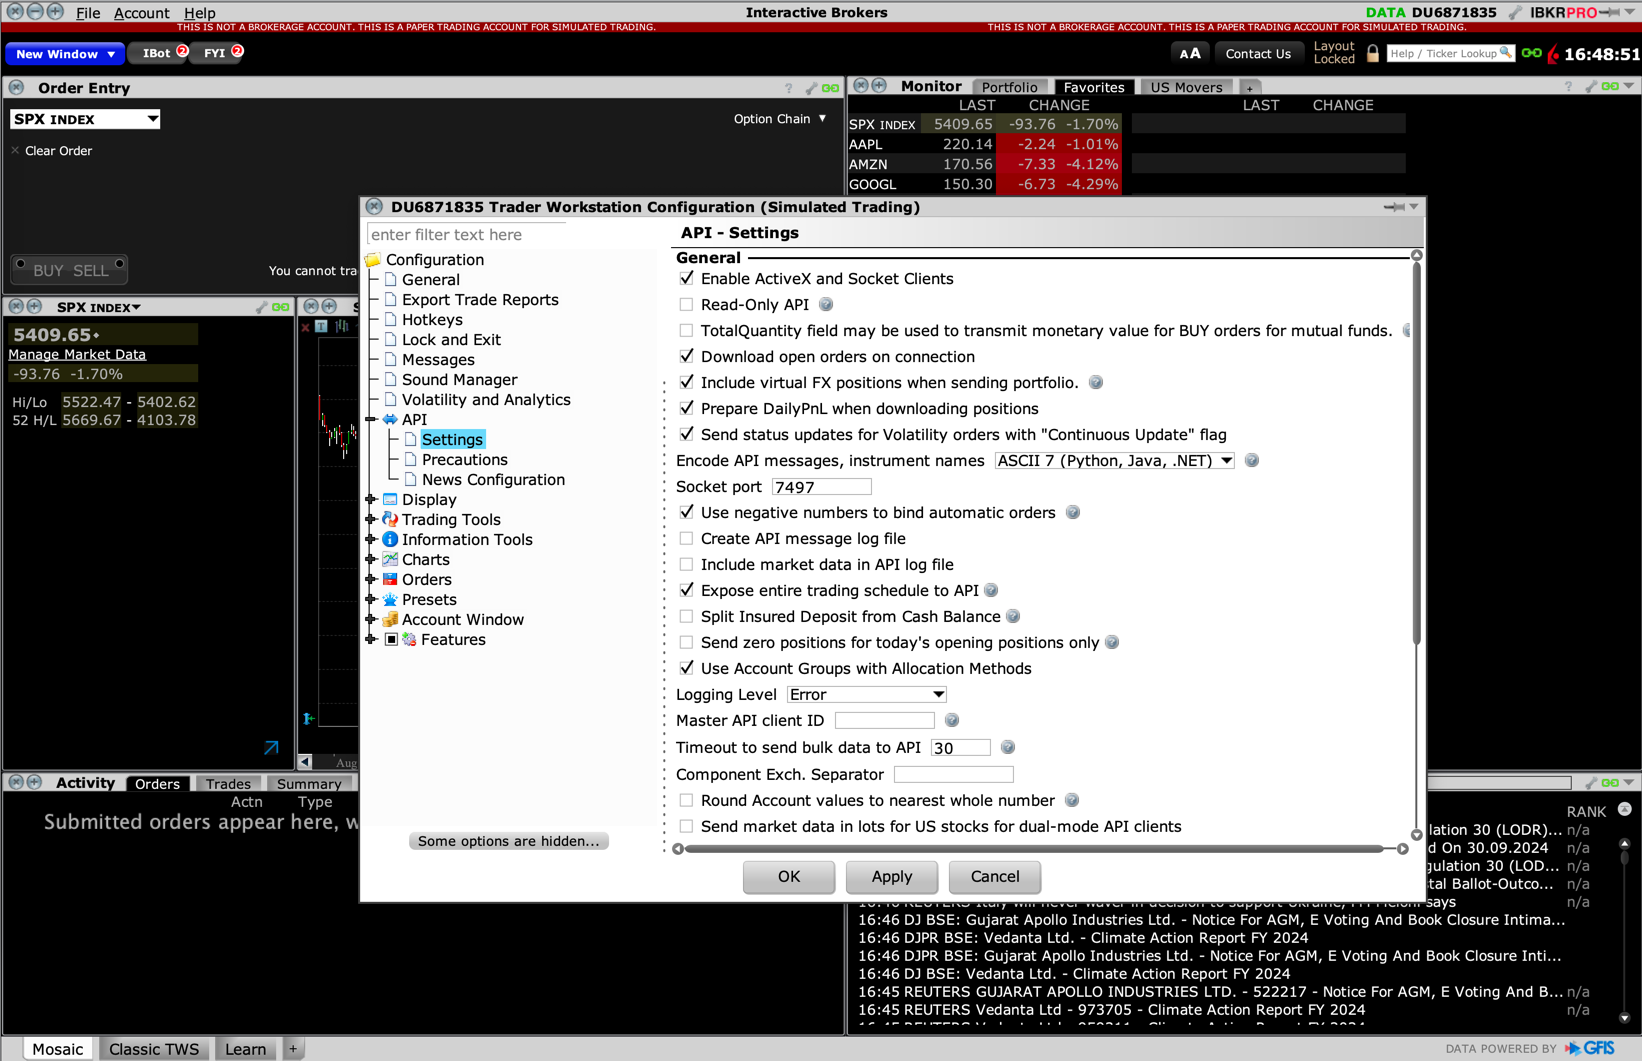 File Account Help
Interactive Brokers
DATA DU6871835 IBKRPRO
THIS IS NOT A BROKERAGE ACCOUNT. THIS IS A PAPER TRADING ACCOUNT FOR SIMULATED TRADING.
THIS IS NOT A BROKERAGE ACCOUNT. THIS IS A PAPER TRADING ACCOUNT FOR SIMULATED TRADING.
New Window IBot 2 FYI 2
AA Contact Us Layout Locked Help / Ticker Lookup 16:48:51
Order Entry
SPX INDEX
Option Chain
Clear Order
BUY SELL
You cannot tra
Monitor Portfolio Favorites US Movers +
LAST CHANGE LAST CHANGE
SPX INDEX 5409.65 -93.76 -1.70%
AAPL 220.14 -2.24 -1.01%
AMZN 170.56 -7.33 -4.12%
GOOGL 150.30 -6.73 -4.29%
SPX INDEX
5409.65
Manage Market Data
-93.76 -1.70%
Hi/Lo 5522.47 - 5402.62
52 H/L 5669.67 - 4103.78
Aug
DU6871835 Trader Workstation Configuration (Simulated Trading)
enter filter text here
Configuration
General
Export Trade Reports
Hotkeys
Lock and Exit
Messages
Sound Manager
Volatility and Analytics
API
Settings
Precautions
News Configuration
Display
Trading Tools
Information Tools
Charts
Orders
Presets
Account Window
Features
Some options are hidden...
API - Settings
General
Enable ActiveX and Socket Clients
Read-Only API
TotalQuantity field may be used to transmit monetary value for BUY orders for mutual funds.
Download open orders on connection
Include virtual FX positions when sending portfolio.
Prepare DailyPnL when downloading positions
Send status updates for Volatility orders with "Continuous Update" flag
Encode API messages, instrument names ASCII 7 (Python, Java, .NET)
Socket port 7497
Use negative numbers to bind automatic orders
Create API message log file
Include market data in API log file
Expose entire trading schedule to API
Split Insured Deposit from Cash Balance
Send zero positions for today's opening positions only
Use Account Groups with Allocation Methods
Logging Level Error
Master API client ID
Timeout to send bulk data to API 30
Component Exch. Separator
Round Account values to nearest whole number
Send market data in lots for US stocks for dual-mode API clients
OK Apply Cancel
Activity Orders Trades Summary
Actn Type
Submitted orders appear here, w
RANK
lation 30 (LODR)... n/a
d On 30.09.2024 n/a
gulation 30 (LOD... n/a
tal Ballot-Outco... n/a
says n/a
16:46 DJ BSE: Gujarat Apollo Industries Ltd. - Notice For AGM, E Voting And Book Closure Intima...
16:46 DJPR BSE: Vedanta Ltd. - Climate Action Report FY 2024
16:46 DJPR BSE: Gujarat Apollo Industries Ltd. - Notice For AGM, E Voting And Book Closure Inti...
16:46 DJ BSE: Vedanta Ltd. - Climate Action Report FY 2024
16:45 REUTERS GUJARAT APOLLO INDUSTRIES LTD. - 522217 - Notice For AGM, E Voting And B... n/a
16:45 REUTERS Vedanta Ltd - 973705 - Climate Action Report FY 2024 n/a
Mosaic Classic TWS Learn +
DATA POWERED BY GFIS